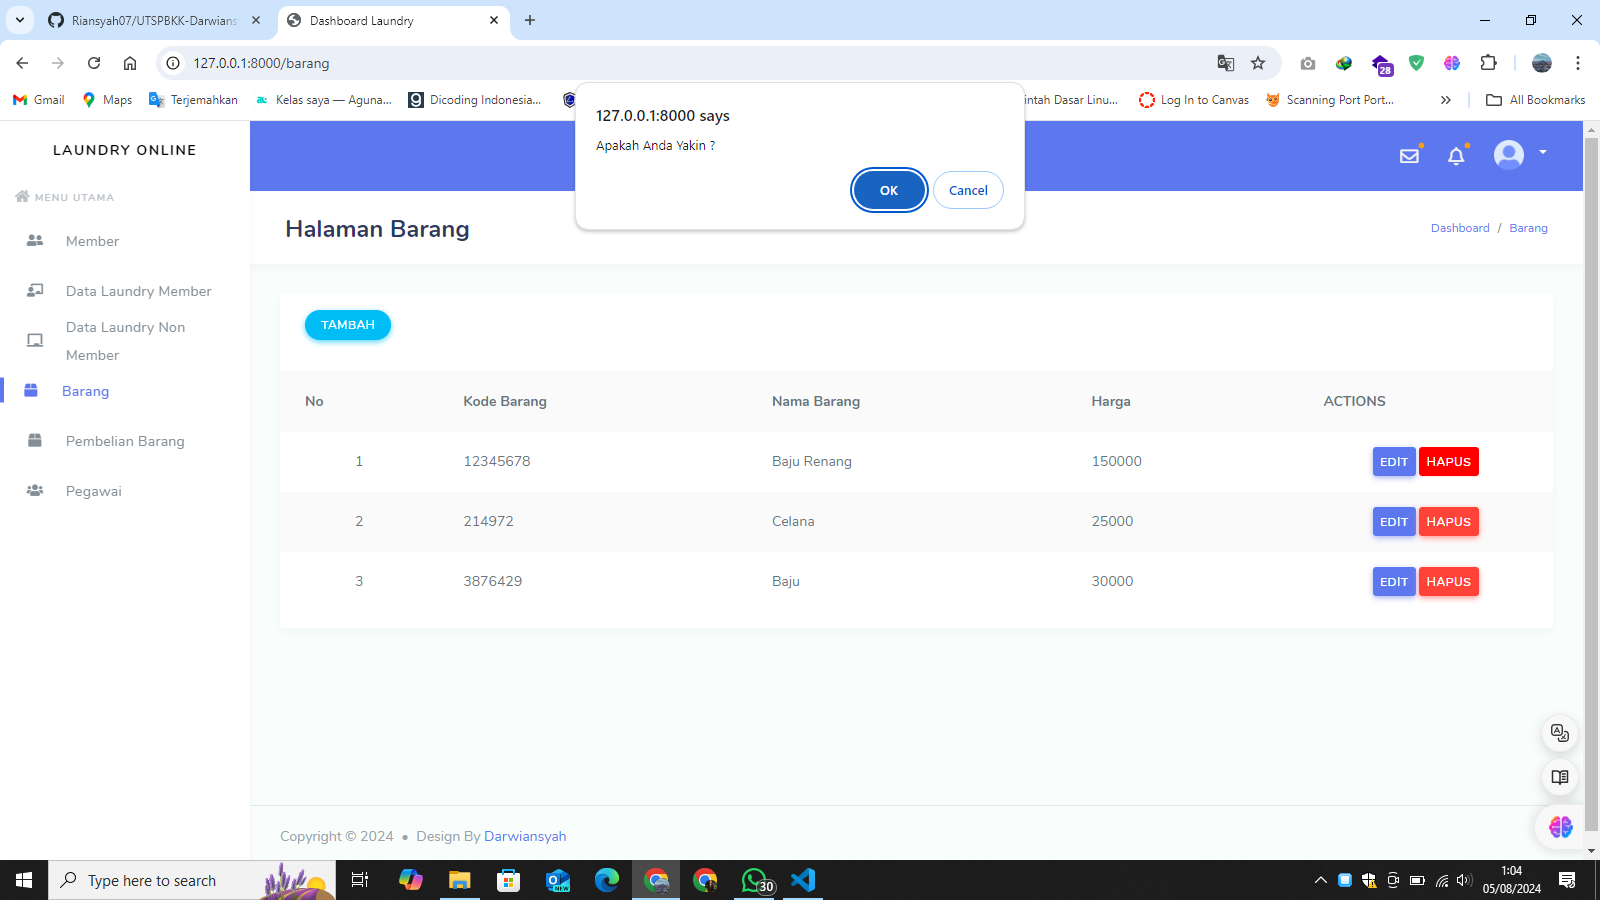 Riansyah07/UTSPBKK-Darwians
Dashboard Laundry
127.0.0.1:8000/barang
28
Gmail
Maps
Terjemahkan
Kelas saya — Aguna...
Dicoding Indonesia...
intah Dasar Linu...
Log In to Canvas
Scanning Port Port...
All Bookmarks
127.0.0.1:8000 says
Apakah Anda Yakin ?
OK
Cancel
LAUNDRY ONLINE
MENU UTAMA
Member
Data Laundry Member
Data Laundry Non
Member
Barang
Pembelian Barang
Pegawai
Halaman Barang
Dashboard / Barang
TAMBAH
No Kode Barang Nama Barang Harga ACTIONS
1 12345678 Baju Renang 150000 EDIT HAPUS
2 214972 Celana 25000 EDIT HAPUS
3 3876429 Baju 30000 EDIT HAPUS
Copyright © 2024 • Design By Darwiansyah
Type here to search
NEW
30
1:04
05/08/2024